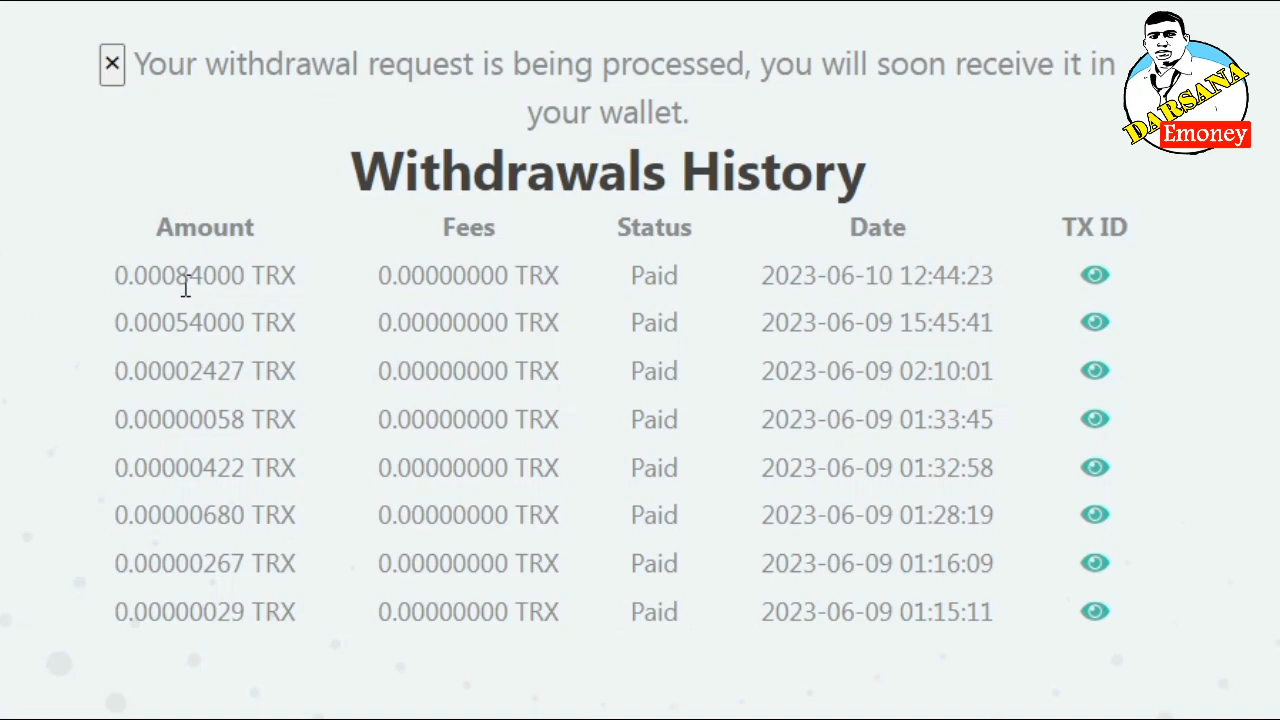 × Your withdrawal request is being processed, you will soon receive it in
your wallet.
DARSANA
Emoney
Withdrawals History
Amount Fees Status Date TX ID
0.00084000 TRX 0.00000000 TRX Paid 2023-06-10 12:44:23
0.00054000 TRX 0.00000000 TRX Paid 2023-06-09 15:45:41
0.00002427 TRX 0.00000000 TRX Paid 2023-06-09 02:10:01
0.00000058 TRX 0.00000000 TRX Paid 2023-06-09 01:33:45
0.00000422 TRX 0.00000000 TRX Paid 2023-06-09 01:32:58
0.00000680 TRX 0.00000000 TRX Paid 2023-06-09 01:28:19
0.00000267 TRX 0.00000000 TRX Paid 2023-06-09 01:16:09
0.00000029 TRX 0.00000000 TRX Paid 2023-06-09 01:15:11